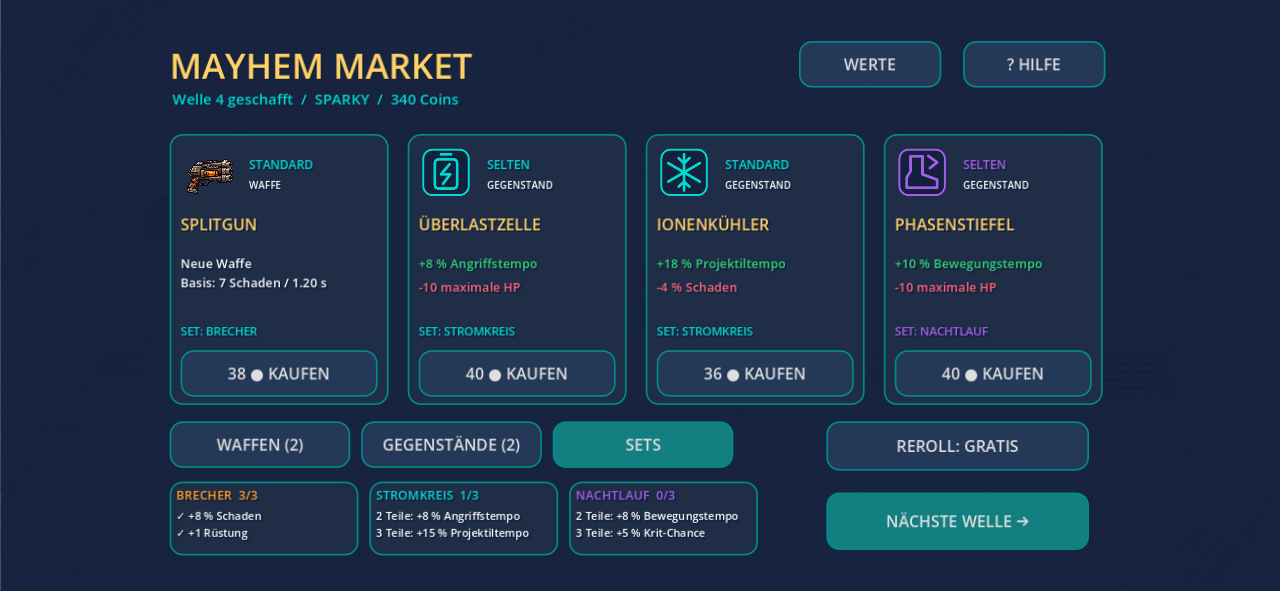 MAYHEM MARKET
Welle 4 geschafft / SPARKY / 340 Coins
WERTE
? HILFE
STANDARD
WAFFE
SPLITGUN
Neue Waffe
Basis: 7 Schaden / 1.20 s
SET: BRECHER
38 ● KAUFEN
SELTEN
GEGENSTAND
ÜBERLASTZELLE
+8 % Angriffstempo
-10 maximale HP
SET: STROMKREIS
40 ● KAUFEN
STANDARD
GEGENSTAND
IONENKÜHLER
+18 % Projektiltempo
-4 % Schaden
SET: STROMKREIS
36 ● KAUFEN
SELTEN
GEGENSTAND
PHASENSTIEFEL
+10 % Bewegungstempo
-10 maximale HP
SET: NACHTLAUF
40 ● KAUFEN
WAFFEN (2)
GEGENSTÄNDE (2)
SETS
REROLL: GRATIS
BRECHER 3/3
✓ +8 % Schaden
✓ +1 Rüstung
STROMKREIS 1/3
2 Teile: +8 % Angriffstempo
3 Teile: +15 % Projektiltempo
NACHTLAUF 0/3
2 Teile: +8 % Bewegungstempo
3 Teile: +5 % Krit-Chance
NÄCHSTE WELLE →